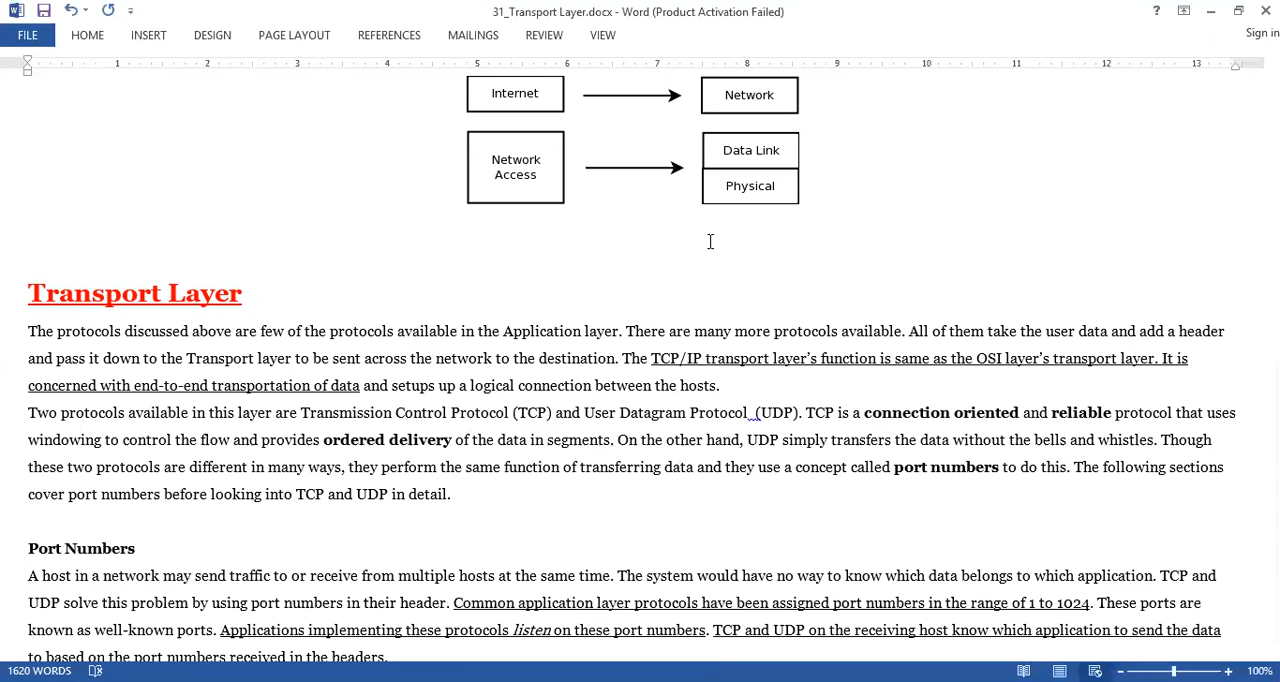 31_Transport Layer.docx - Word (Product Activation Failed)
?
FILE HOME INSERT DESIGN PAGE LAYOUT REFERENCES MAILINGS REVIEW VIEW Sign in
1 2 3 4 5 6 7 8 9 10 11 12 13
Internet Network
Network Access Data Link
Physical
Transport Layer
The protocols discussed above are few of the protocols available in the Application layer. There are many more protocols available. All of them take the user data and add a header
and pass it down to the Transport layer to be sent across the network to the destination. The TCP/IP transport layer’s function is same as the OSI layer’s transport layer. It is
concerned with end-to-end transportation of data and setups up a logical connection between the hosts.
Two protocols available in this layer are Transmission Control Protocol (TCP) and User Datagram Protocol (UDP). TCP is a connection oriented and reliable protocol that uses
windowing to control the flow and provides ordered delivery of the data in segments. On the other hand, UDP simply transfers the data without the bells and whistles. Though
these two protocols are different in many ways, they perform the same function of transferring data and they use a concept called port numbers to do this. The following sections
cover port numbers before looking into TCP and UDP in detail.
Port Numbers
A host in a network may send traffic to or receive from multiple hosts at the same time. The system would have no way to know which data belongs to which application. TCP and
UDP solve this problem by using port numbers in their header. Common application layer protocols have been assigned port numbers in the range of 1 to 1024. These ports are
known as well-known ports. Applications implementing these protocols listen on these port numbers. TCP and UDP on the receiving host know which application to send the data
to based on the port numbers received in the headers.
1620 WORDS 100%